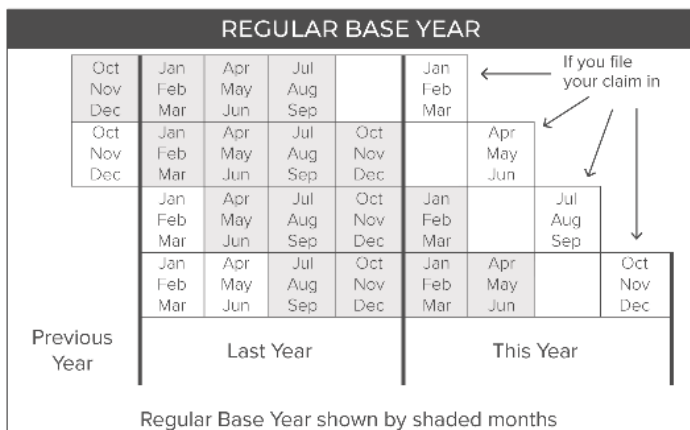 REGULAR BASE YEAR
If you file
your claim in
Oct Jan Apr Jul Jan
Nov Feb May Aug Feb
Dec Mar Jun Sep Mar
Oct Jan Apr Jul Oct Apr
Nov Feb May Aug Nov May
Dec Mar Jun Sep Dec Jun
Jan Apr Jul Oct Jan Jul
Feb May Aug Nov Feb Aug
Mar Jun Sep Dec Mar Sep
Jan Apr Jul Oct Jan Apr Oct
Feb May Aug Nov Feb May Nov
Mar Jun Sep Dec Mar Jun Dec
Previous
Year
Last Year
This Year
Regular Base Year shown by shaded months